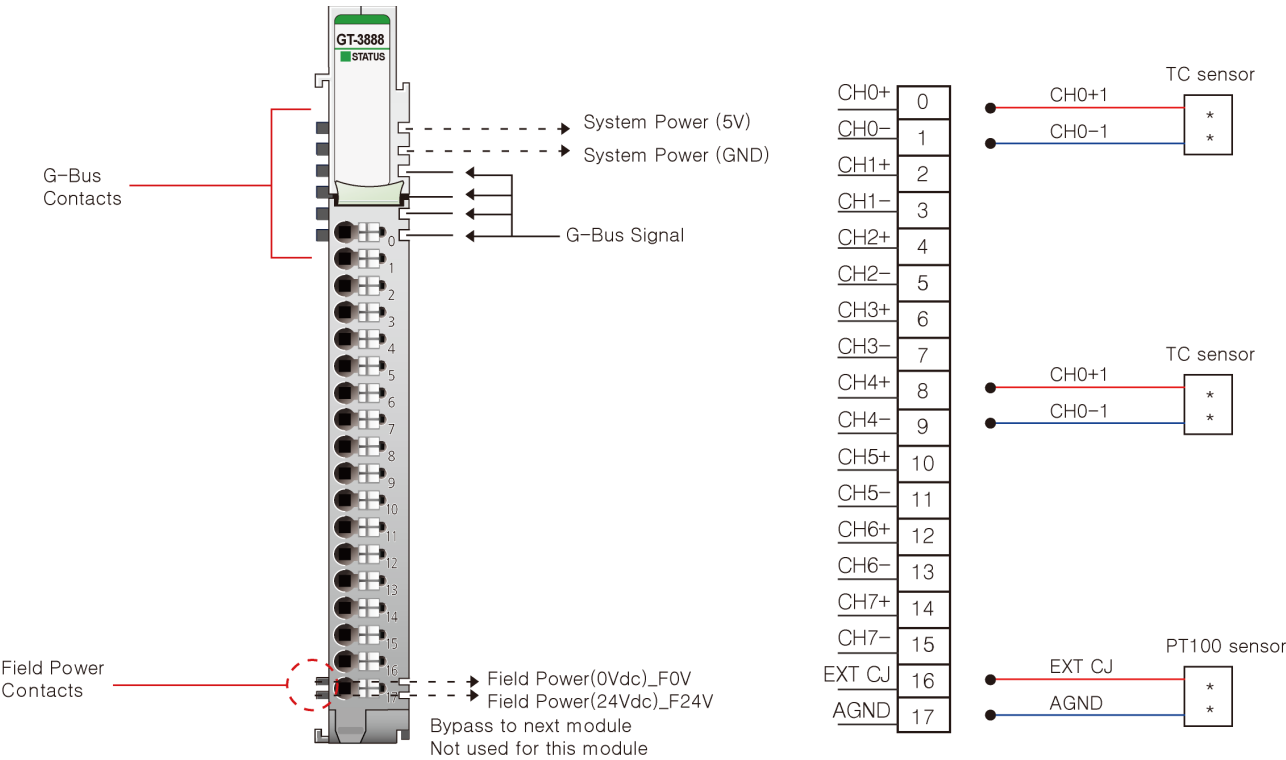 GT-3888
STATUS
System Power (5V)
System Power (GND)
G-Bus
Contacts
G-Bus Signal
0
1
2
3
4
5
6
7
8
9
10
11
12
13
14
15
16
17
Field Power
Contacts
Field Power(0Vdc)_F0V
Field Power(24Vdc)_F24V
Bypass to next module
Not used for this module
CH0+ 0
CH0- 1
CH1+ 2
CH1- 3
CH2+ 4
CH2- 5
CH3+ 6
CH3- 7
CH4+ 8
CH4- 9
CH5+ 10
CH5- 11
CH6+ 12
CH6- 13
CH7+ 14
CH7- 15
EXT CJ 16
AGND 17
TC sensor
CH0+1 *
CH0-1 *
TC sensor
CH0+1 *
CH0-1 *
PT100 sensor
EXT CJ *
AGND *